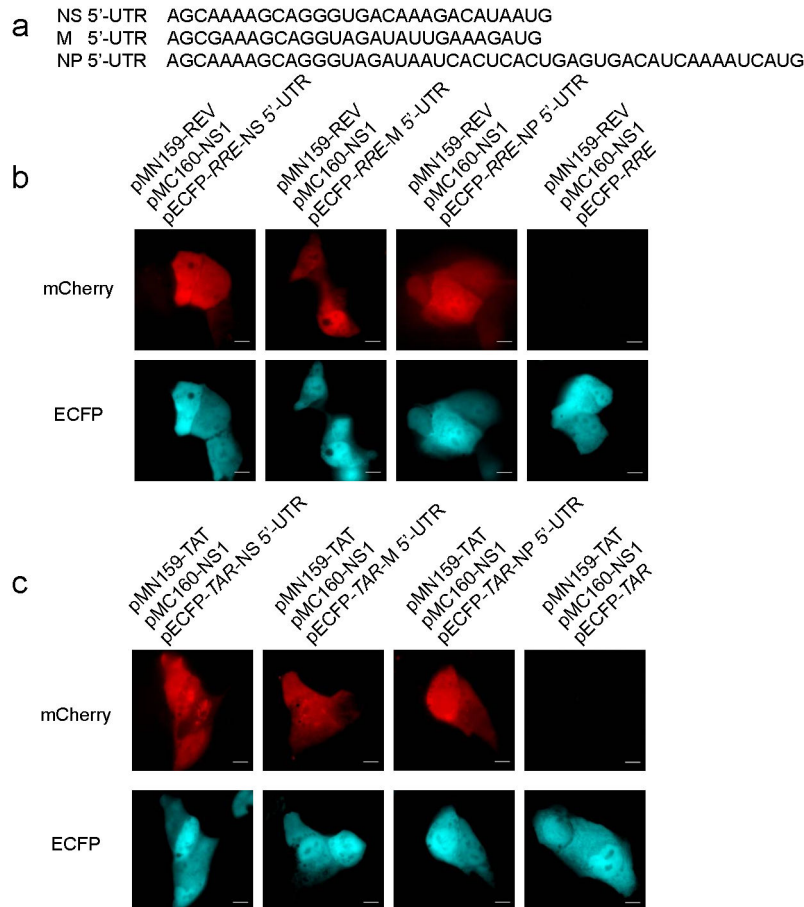 a
NS 5’-UTR AGCAAAAGCAGGGUGACAAAGACAUAAUG
M 5’-UTR AGCGAAAGCAGGUAGAUAUUGAAAGAUG
NP 5’-UTR AGCAAAAGCAGGGUAGAUAAUCACUCACUGAGUGACAUCAAAAUCAUG
b
pMN159-REV
pMC160-NS1
pECFP-RRE-NS 5’-UTR
pMN159-REV
pMC160-NS1
pECFP-RRE-M 5’-UTR
pMN159-REV
pMC160-NS1
pECFP-RRE-NP 5’-UTR
pMN159-REV
pMC160-NS1
pECFP-RRE
mCherry
ECFP
c
pMN159-TAT
pMC160-NS1
pECFP-TAR-NS 5’-UTR
pMN159-TAT
pMC160-NS1
pECFP-TAR-M 5’-UTR
pMN159-TAT
pMC160-NS1
pECFP-TAR-NP 5’-UTR
pMN159-TAT
pMC160-NS1
pECFP-TAR
mCherry
ECFP